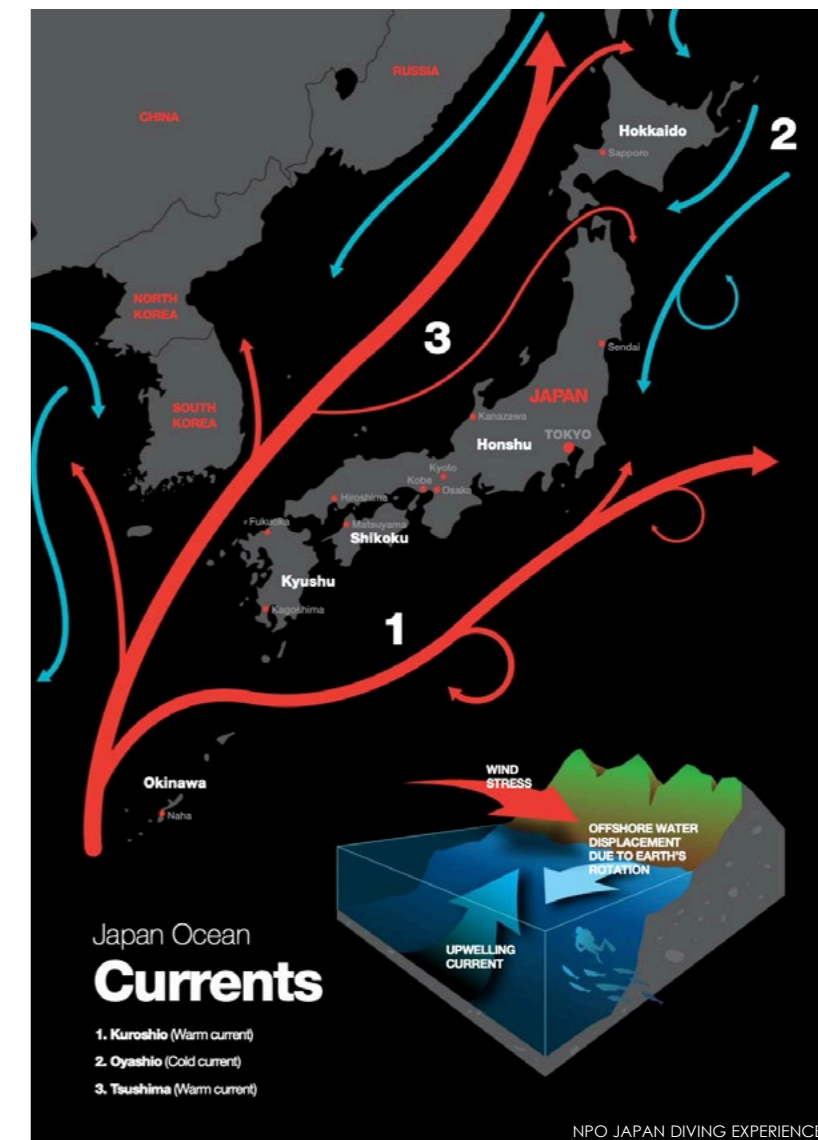 RUSSIA
CHINA
Hokkaido
2
Sapporo
NORTH
KOREA
3
Sendai
SOUTH
KOREA
JAPAN
Kanazawa
Honshu
TOKYO
Kyoto
Kobe
Osaka
Hiroshima
Fukuoka
Matsuyama
Shikoku
Kyushu
Kagoshima
1
Okinawa
Naha
WIND
STRESS
OFFSHORE WATER
DISPLACEMENT
DUE TO EARTH'S
ROTATION
UPWELLING
CURRENT
Japan Ocean
Currents
1. Kuroshio (Warm current)
2. Oyashio (Cold current)
3. Tsushima (Warm current)
NPO JAPAN DIVING EXPERIENCE